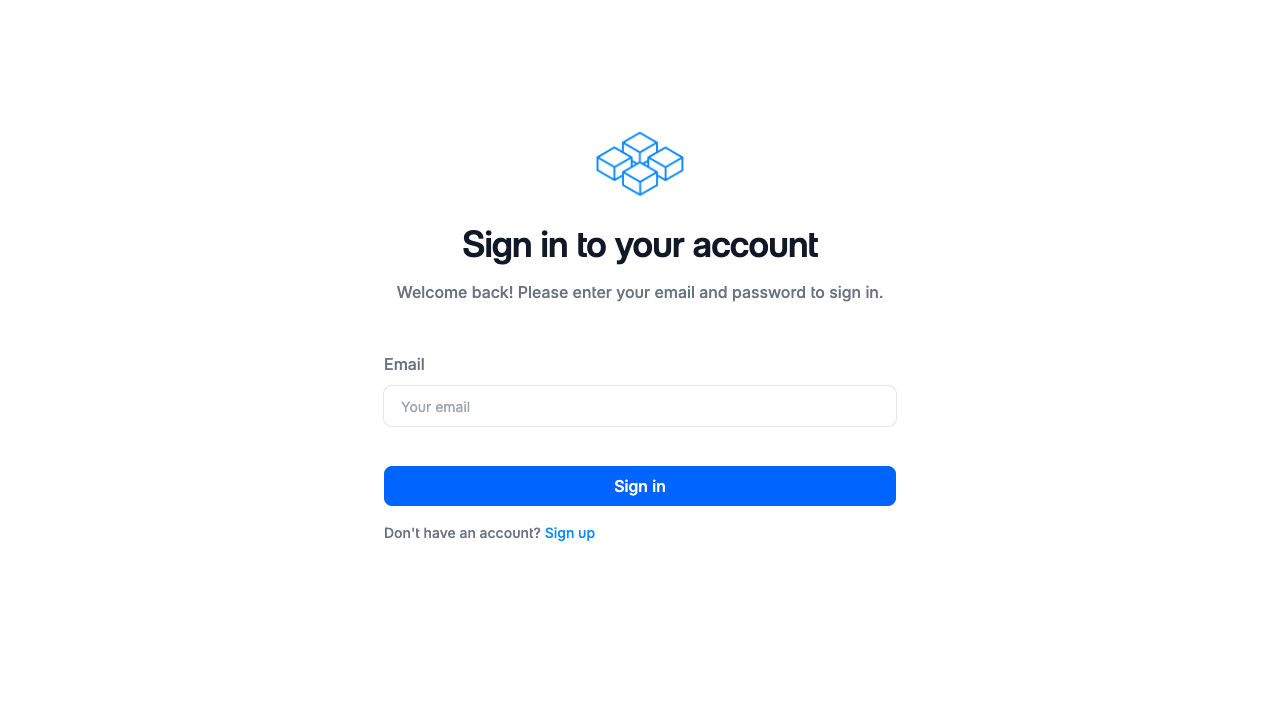 Sign in to your account
Welcome back! Please enter your email and password to sign in.
Email
Your email
Sign in
Don't have an account? Sign up